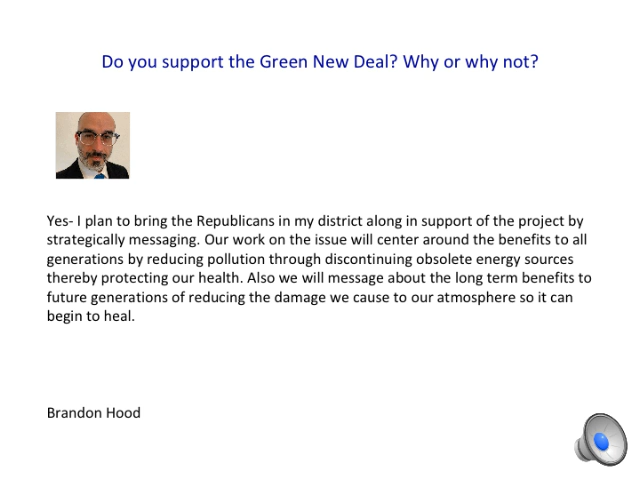 Do you support the Green New Deal? Why or why not?
Yes- I plan to bring the Republicans in my district along in support of the project by
strategically messaging. Our work on the issue will center around the benefits to all
generations by reducing pollution through discontinuing obsolete energy sources
thereby protecting our health. Also we will message about the long term benefits to
future generations of reducing the damage we cause to our atmosphere so it can
begin to heal.
Brandon Hood